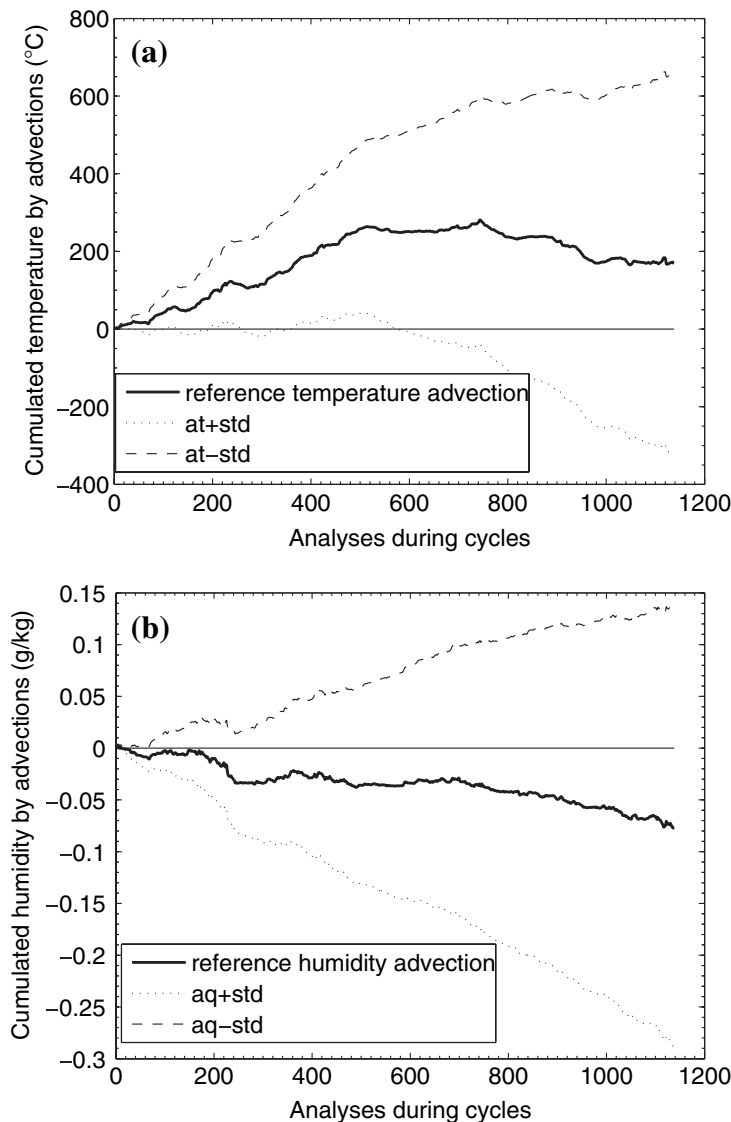 (a)
Cumulated temperature by advections (°C)
800
600
400
200
0
−200
−400
reference temperature advection
at+std
at−std
0 200 400 600 800 1000 1200
Analyses during cycles
(b)
Cumulated humidity by advections (g/kg)
0.15
0.1
0.05
0
−0.05
−0.1
−0.15
−0.2
−0.25
−0.3
reference humidity advection
aq+std
aq−std
0 200 400 600 800 1000 1200
Analyses during cycles